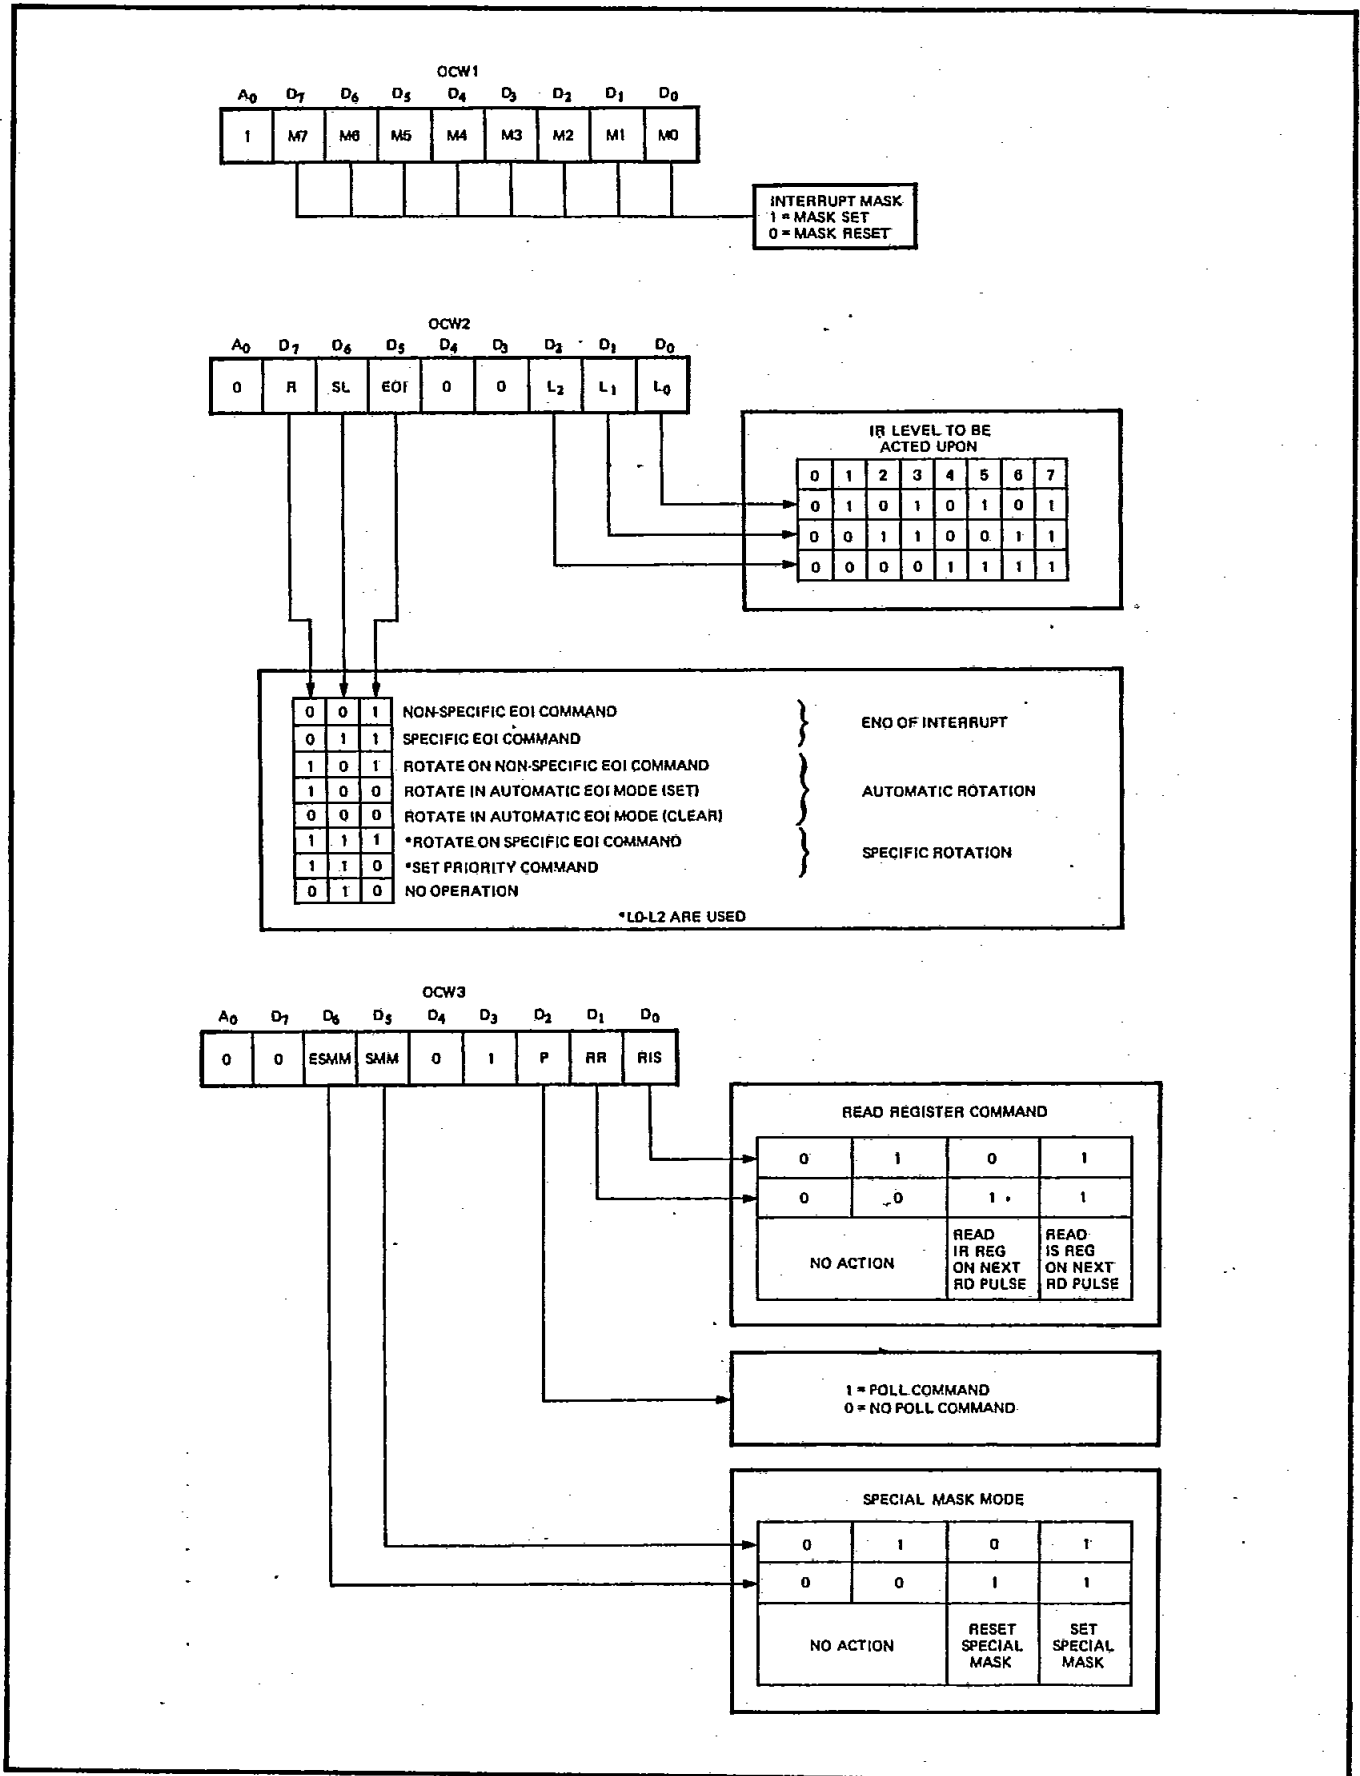 OCW1
A0 D7 D6 D5 D4 D3 D2 D1 D0
1 M7 M6 M5 M4 M3 M2 M1 M0
INTERRUPT MASK
1 = MASK SET
0 = MASK RESET
OCW2
A0 D7 D6 D5 D4 D3 D2 D1 D0
0 R SL EOI 0 0 L2 L1 L0
IR LEVEL TO BE
ACTED UPON
0 1 2 3 4 5 6 7
0 1 0 1 0 1 0 1
0 0 1 1 0 0 1 1
0 0 0 0 1 1 1 1
0 0 1 NON-SPECIFIC EOI COMMAND
0 1 1 SPECIFIC EOI COMMAND
} END OF INTERRUPT
1 0 1 ROTATE ON NON-SPECIFIC EOI COMMAND
1 0 0 ROTATE IN AUTOMATIC EOI MODE (SET)
0 0 0 ROTATE IN AUTOMATIC EOI MODE (CLEAR)
} AUTOMATIC ROTATION
1 1 1 *ROTATE ON SPECIFIC EOI COMMAND
1 1 0 *SET PRIORITY COMMAND
} SPECIFIC ROTATION
0 1 0 NO OPERATION
*L0-L2 ARE USED
OCW3
A0 D7 D6 D5 D4 D3 D2 D1 D0
0 0 ESMM SMM 0 1 P RR RIS
READ REGISTER COMMAND
0 1 0 1
0 0 1 1
NO ACTION
READ
IR REG
ON NEXT
RD PULSE
READ
IS REG
ON NEXT
RD PULSE
1 = POLL COMMAND
0 = NO POLL COMMAND
SPECIAL MASK MODE
0 1 0 1
0 0 1 1
NO ACTION
RESET
SPECIAL
MASK
SET
SPECIAL
MASK